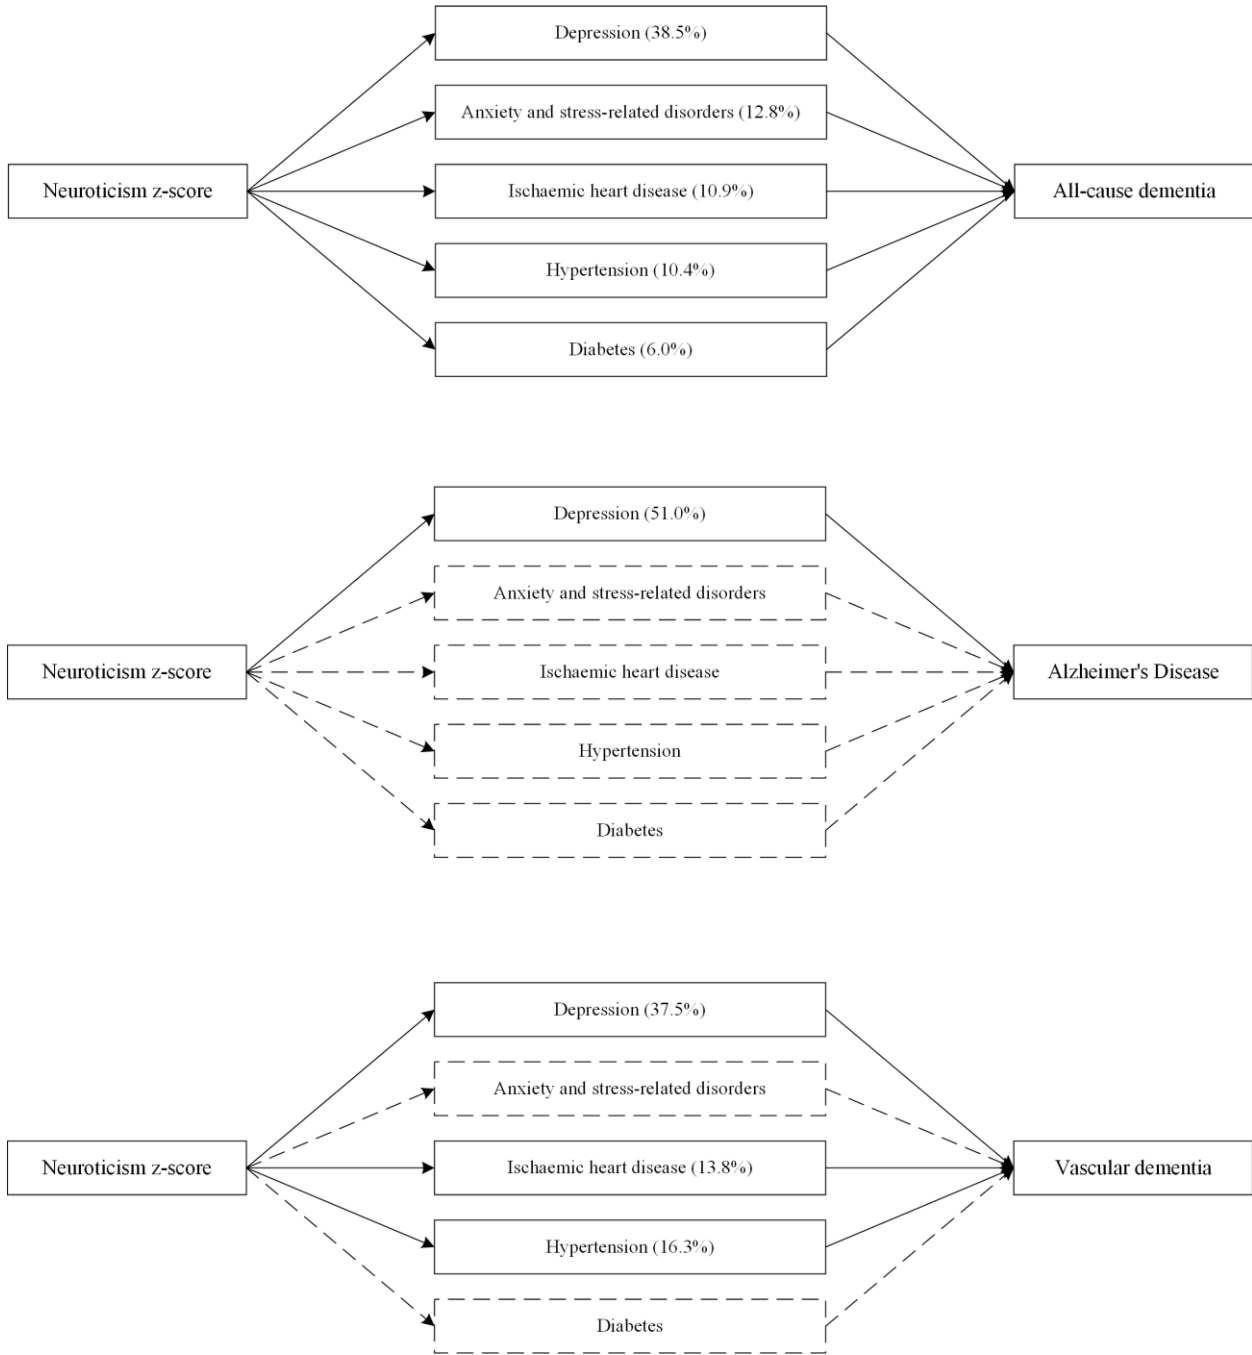 Depression (38.5%)
Anxiety and stress-related disorders (12.8%)
Neuroticism z-score
Ischaemic heart disease (10.9%)
All-cause dementia
Hypertension (10.4%)
Diabetes (6.0%)
Depression (51.0%)
Anxiety and stress-related disorders
Neuroticism z-score
Ischaemic heart disease
Alzheimer's Disease
Hypertension
Diabetes
Depression (37.5%)
Anxiety and stress-related disorders
Neuroticism z-score
Ischaemic heart disease (13.8%)
Vascular dementia
Hypertension (16.3%)
Diabetes